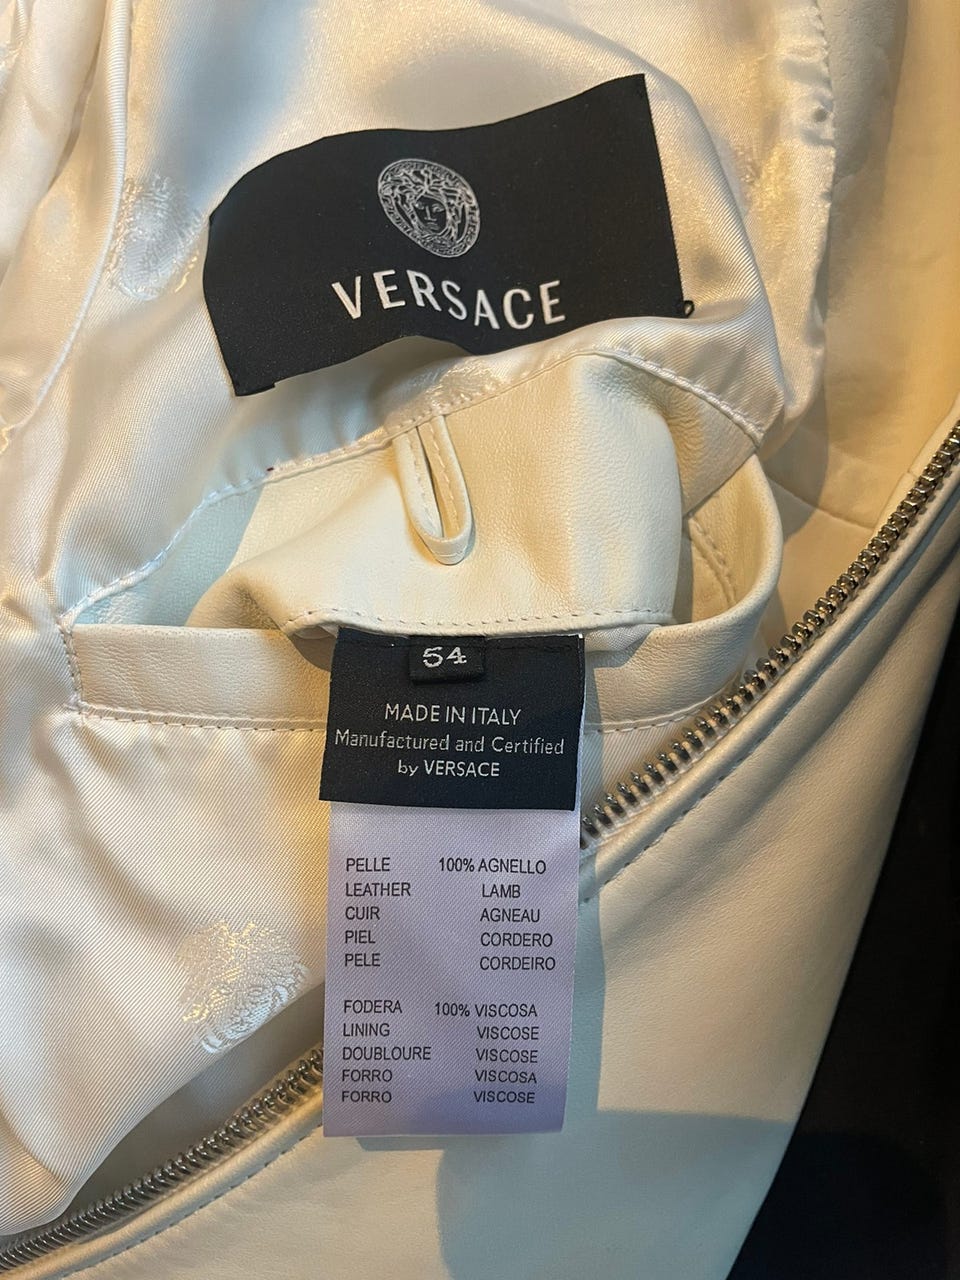 VERSACE
54
MADE IN ITALY
Manufactured and Certified
by VERSACE
PELLE 100% AGNELLO
LEATHER LAMB
CUIR AGNEAU
PIEL CORDERO
PELE CORDEIRO
FODERA 100% VISCOSA
LINING VISCOSE
DOUBLOURE VISCOSE
FORRO VISCOSA
FORRO VISCOSE